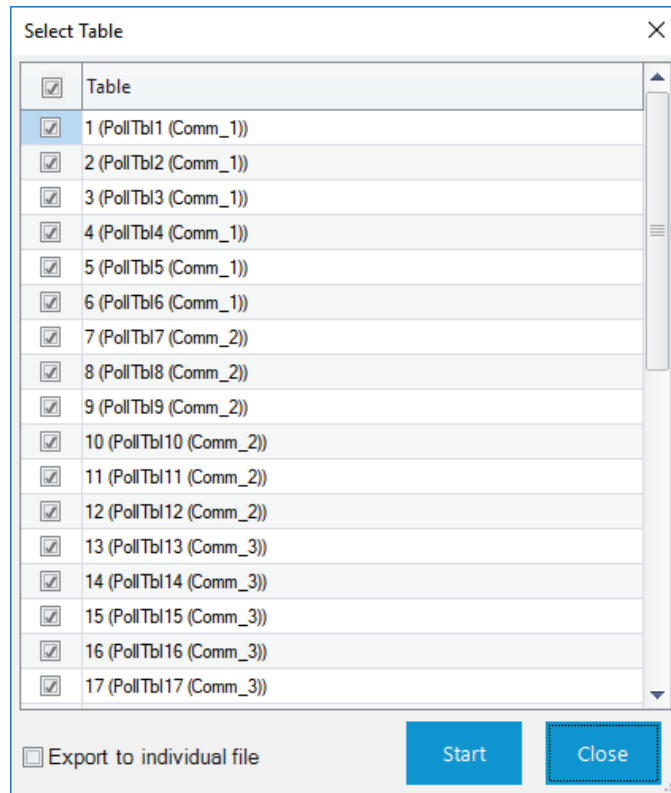 Select Table
Table
1 (PollTbl1 (Comm_1))
2 (PollTbl2 (Comm_1))
3 (PollTbl3 (Comm_1))
4 (PollTbl4 (Comm_1))
5 (PollTbl5 (Comm_1))
6 (PollTbl6 (Comm_1))
7 (PollTbl7 (Comm_2))
8 (PollTbl8 (Comm_2))
9 (PollTbl9 (Comm_2))
10 (PollTbl10 (Comm_2))
11 (PollTbl11 (Comm_2))
12 (PollTbl12 (Comm_2))
13 (PollTbl13 (Comm_3))
14 (PollTbl14 (Comm_3))
15 (PollTbl15 (Comm_3))
16 (PollTbl16 (Comm_3))
17 (PollTbl17 (Comm_3))
Export to individual file
Start
Close